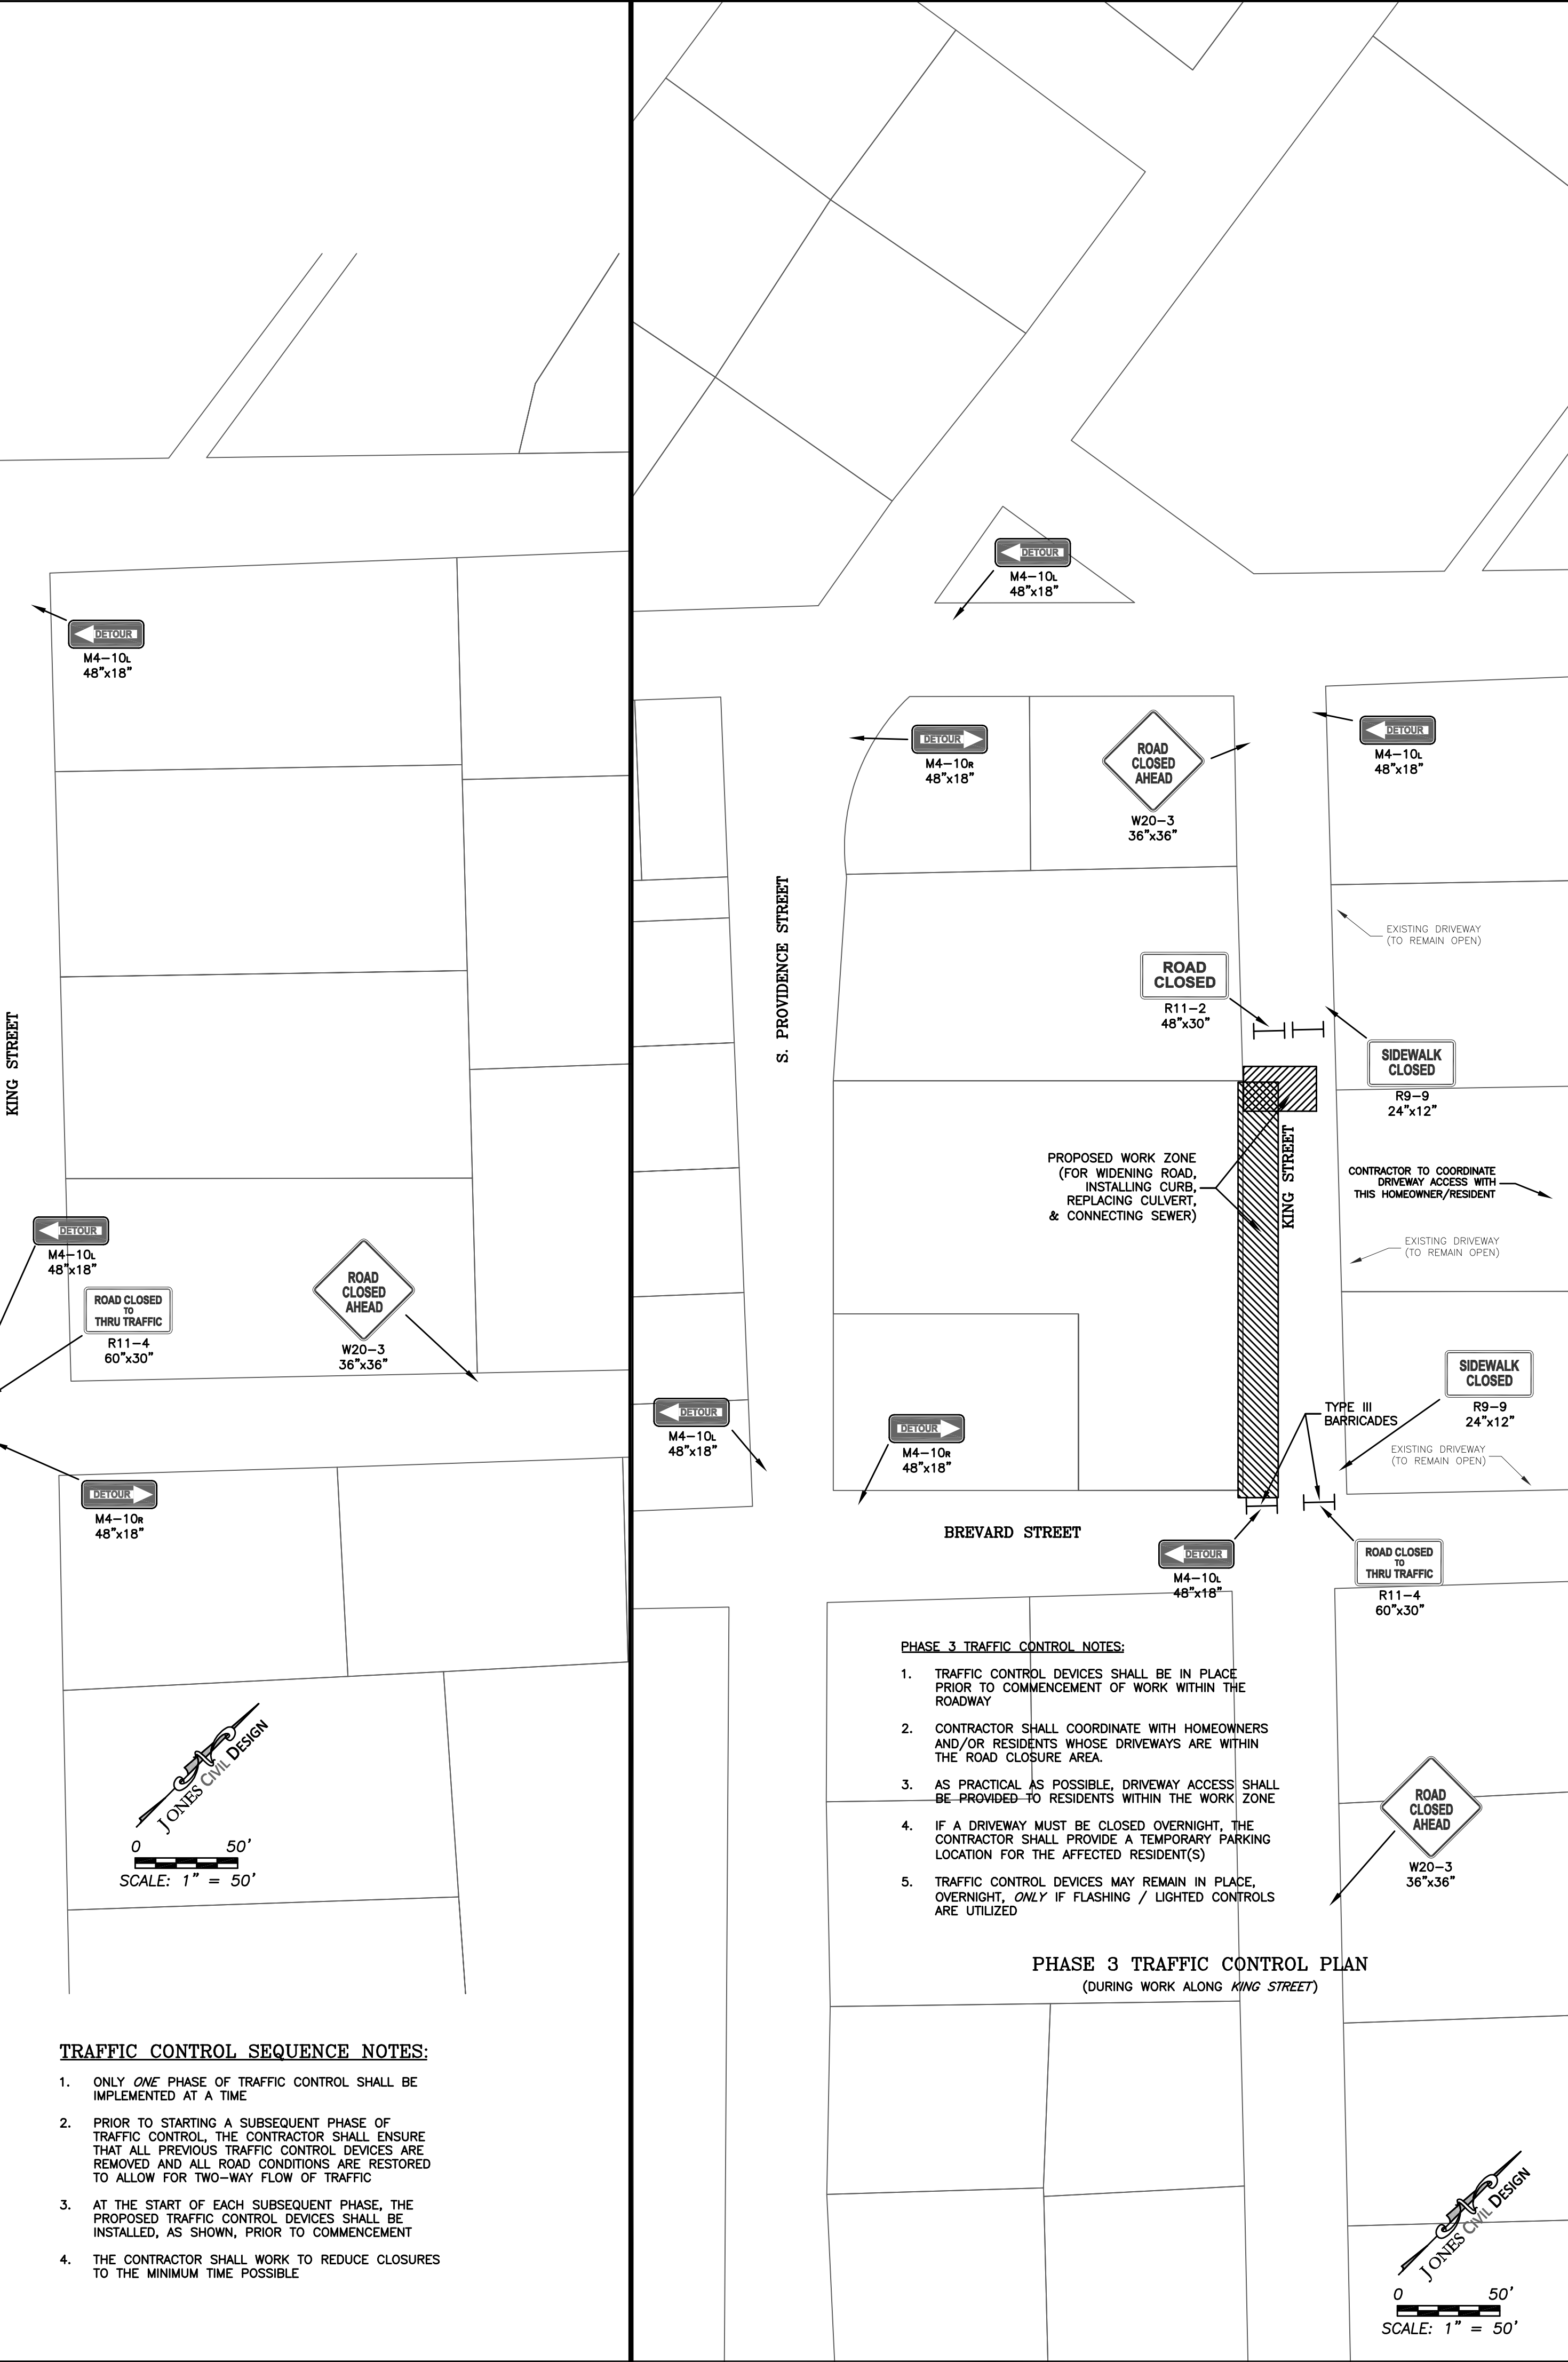 DETOUR
M4-10L
48"x18"
KING STREET
DETOUR
M4-10L
48"x18"
ROAD CLOSED
TO
THRU TRAFFIC
R11-4
60"x30"
ROAD
CLOSED
AHEAD
W20-3
36"x36"
DETOUR
M4-10R
48"x18"
JONES CIVIL DESIGN
0 50'
SCALE: 1" = 50'
TRAFFIC CONTROL SEQUENCE NOTES:
1. ONLY ONE PHASE OF TRAFFIC CONTROL SHALL BE
IMPLEMENTED AT A TIME
2. PRIOR TO STARTING A SUBSEQUENT PHASE OF
TRAFFIC CONTROL, THE CONTRACTOR SHALL ENSURE
THAT ALL PREVIOUS TRAFFIC CONTROL DEVICES ARE
REMOVED AND ALL ROAD CONDITIONS ARE RESTORED
TO ALLOW FOR TWO-WAY FLOW OF TRAFFIC
3. AT THE START OF EACH SUBSEQUENT PHASE, THE
PROPOSED TRAFFIC CONTROL DEVICES SHALL BE
INSTALLED, AS SHOWN, PRIOR TO COMMENCEMENT
4. THE CONTRACTOR SHALL WORK TO REDUCE CLOSURES
TO THE MINIMUM TIME POSSIBLE
DETOUR
M4-10L
48"x18"
DETOUR
M4-10R
48"x18"
ROAD
CLOSED
AHEAD
W20-3
36"x36"
DETOUR
M4-10L
48"x18"
S. PROVIDENCE STREET
EXISTING DRIVEWAY
(TO REMAIN OPEN)
ROAD
CLOSED
R11-2
48"x30"
SIDEWALK
CLOSED
R9-9
24"x12"
PROPOSED WORK ZONE
(FOR WIDENING ROAD,
INSTALLING CURB,
REPLACING CULVERT,
& CONNECTING SEWER)
KING STREET
CONTRACTOR TO COORDINATE
DRIVEWAY ACCESS WITH
THIS HOMEOWNER/RESIDENT
EXISTING DRIVEWAY
(TO REMAIN OPEN)
SIDEWALK
CLOSED
R9-9
24"x12"
TYPE III
BARRICADES
DETOUR
M4-10L
48"x18"
DETOUR
M4-10R
48"x18"
EXISTING DRIVEWAY
(TO REMAIN OPEN)
BREVARD STREET
DETOUR
M4-10L
48"x18"
ROAD CLOSED
TO
THRU TRAFFIC
R11-4
60"x30"
PHASE 3 TRAFFIC CONTROL NOTES:
1. TRAFFIC CONTROL DEVICES SHALL BE IN PLACE
PRIOR TO COMMENCEMENT OF WORK WITHIN THE
ROADWAY
2. CONTRACTOR SHALL COORDINATE WITH HOMEOWNERS
AND/OR RESIDENTS WHOSE DRIVEWAYS ARE WITHIN
THE ROAD CLOSURE AREA.
3. AS PRACTICAL AS POSSIBLE, DRIVEWAY ACCESS SHALL
BE PROVIDED TO RESIDENTS WITHIN THE WORK ZONE
4. IF A DRIVEWAY MUST BE CLOSED OVERNIGHT, THE
CONTRACTOR SHALL PROVIDE A TEMPORARY PARKING
LOCATION FOR THE AFFECTED RESIDENT(S)
5. TRAFFIC CONTROL DEVICES MAY REMAIN IN PLACE,
OVERNIGHT, ONLY IF FLASHING / LIGHTED CONTROLS
ARE UTILIZED
ROAD
CLOSED
AHEAD
W20-3
36"x36"
PHASE 3 TRAFFIC CONTROL PLAN
(DURING WORK ALONG KING STREET)
JONES CIVIL DESIGN
0 50'
SCALE: 1" = 50'